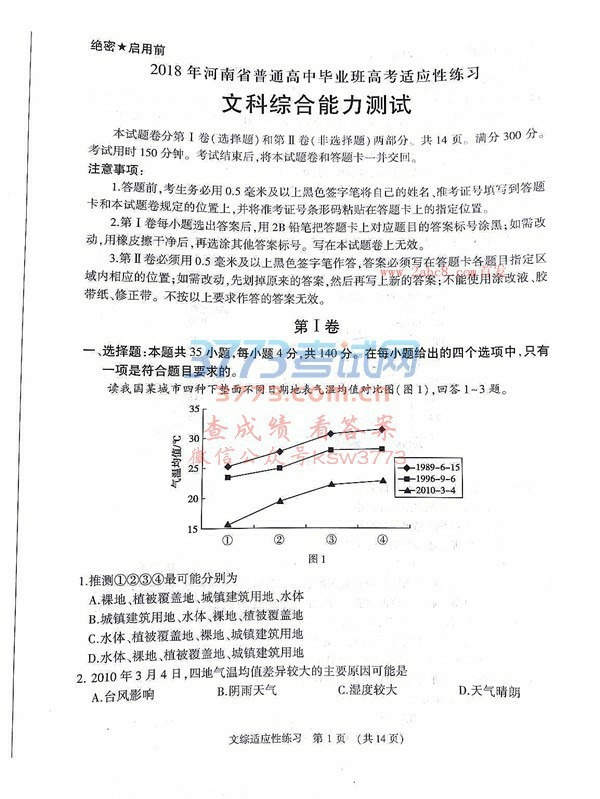 绝密★启用前
2018年河南省普通高中毕业班高考适应性练习
文科综合能力测试
本试题卷分第Ⅰ卷(选择题)和第Ⅱ卷(非选择题)两部分。共14页。满分300分。
考试用时150分钟。考试结束后,将本试题卷和答题卡一并交回。
注意事项:
1.答题前,考生务必用0.5毫米及以上黑色签字笔将自己的姓名、准考证号填写到答题
卡和本试题卷规定的位置上,并将准考证号条形码粘贴在答题卡上的指定位置。
2.第Ⅰ卷每小题选出答案后,用2B铅笔把答题卡上对应题目的答案标号涂黑;如需改
动,用橡皮擦干净后,再选涂其他答案标号。写在本试题卷上无效。
3.第Ⅱ卷必须用0.5毫米及以上黑色签字笔作答,答案必须写在答题卡各题目指定区
域内相应的位置;如需改动,先划掉原来的答案,然后再写上新的答案;不能使用涂改液、胶
带纸、修正带。不按以上要求作答的答案无效。
第Ⅰ卷
一、选择题:本题共35小题,每小题4分,共140分。在每小题给出的四个选项中,只有
一项是符合题目要求的。
3773考试网
3773.com.cn
读我国某城市四种下垫面不同日期地表气温均值对比图(图1),回答1~3题。
查成绩 看答案
微信公众号KSW3773
气温均值/℃
35
30
25
20
15
① ② ③ ④
1989-6-15
1996-9-6
2010-3-4
图1
1.推测①②③④最可能分别为
A.裸地、植被覆盖地、城镇建筑用地、水体
B.城镇建筑用地、水体、裸地、植被覆盖地
C.水体、植被覆盖地、裸地、城镇建筑用地
D.水体、裸地、植被覆盖地、城镇建筑用地
2. 2010年3月4日,四地气温均值差异较大的主要原因可能是
A.台风影响 B.阴雨天气 C.湿度较大 D.天气晴朗
文综适应性练习 第1页 (共14页)